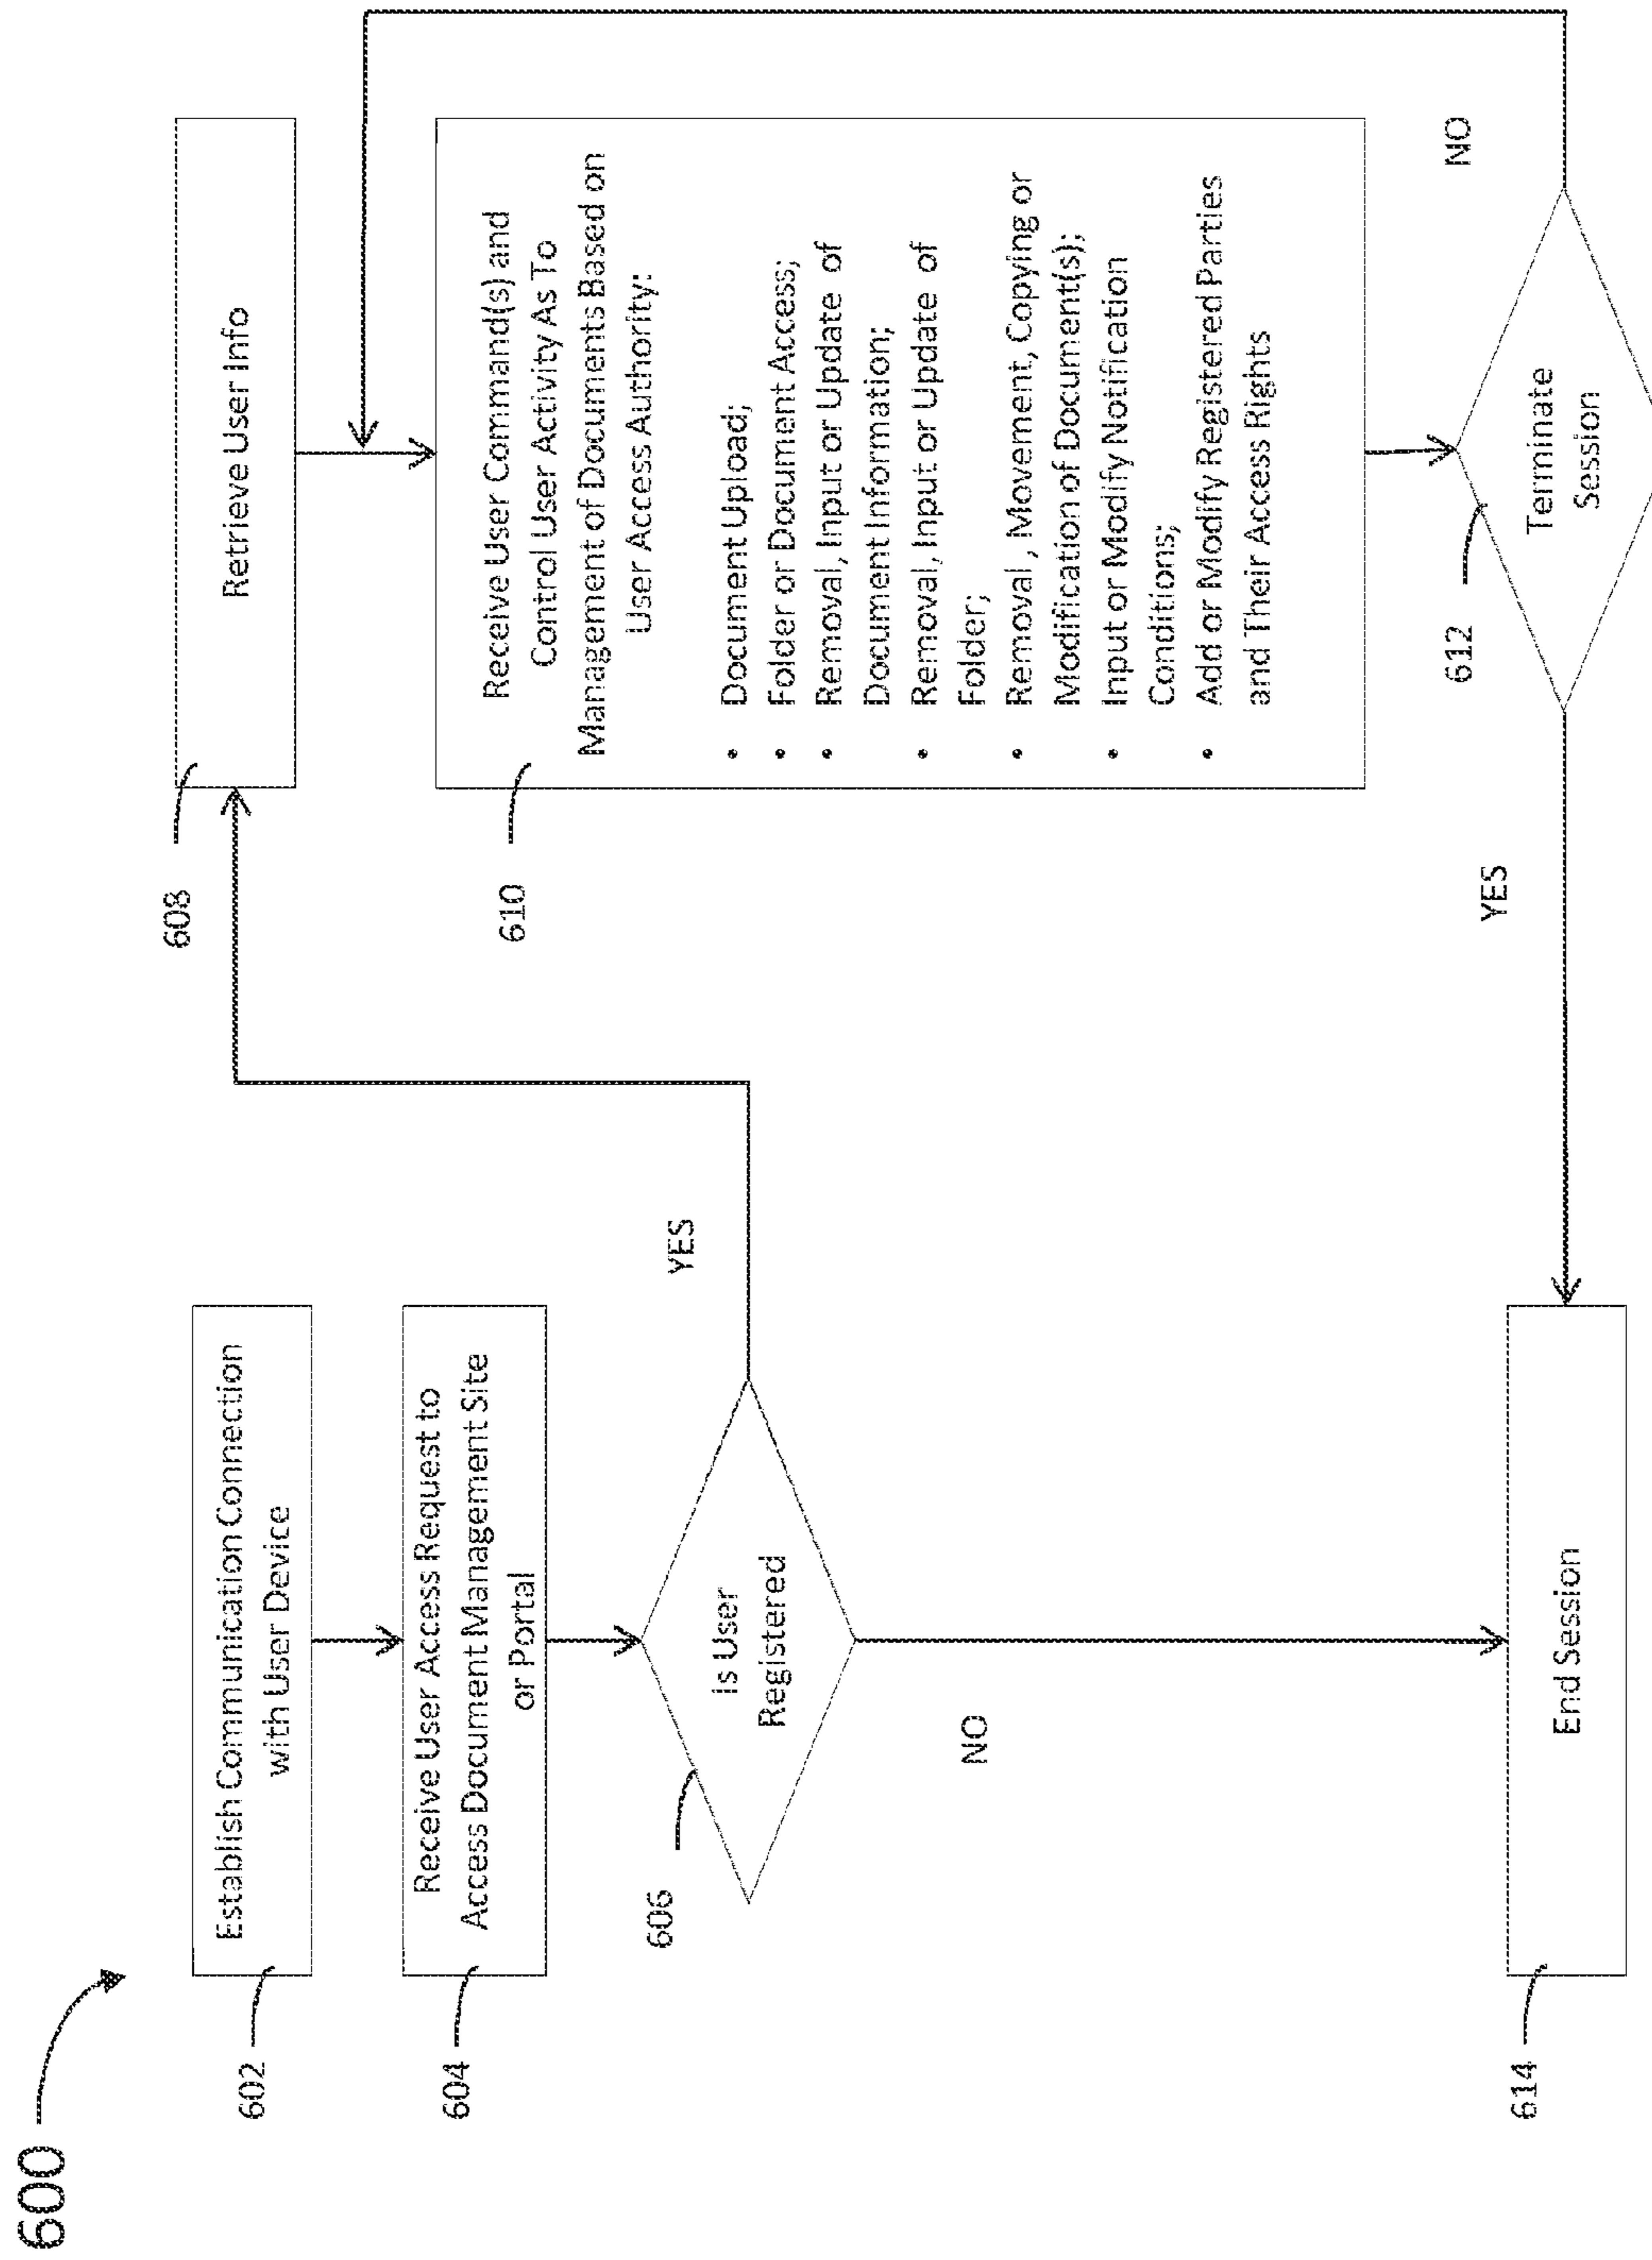 600
602
Establish Communication Connection
with User Device
604
Receive User Access Request to
Access Document Management Site
or Portal
606
Is User
Registered
YES
NO
608
Retrieve User Info
610
Receive User Command(s) and
Control User Activity As To
Management of Documents Based on
User Access Authority:
• Document Upload;
• Folder or Document Access;
• Removal, Input or Update of
Document Information;
• Removal, Input or Update of
Folder;
• Removal, Movement, Copying or
Modification of Document(s);
• Input or Modify Notification
Conditions;
• Add or Modify Registered Parties
and Their Access Rights
612
Terminate
Session
NO
YES
614
End Session